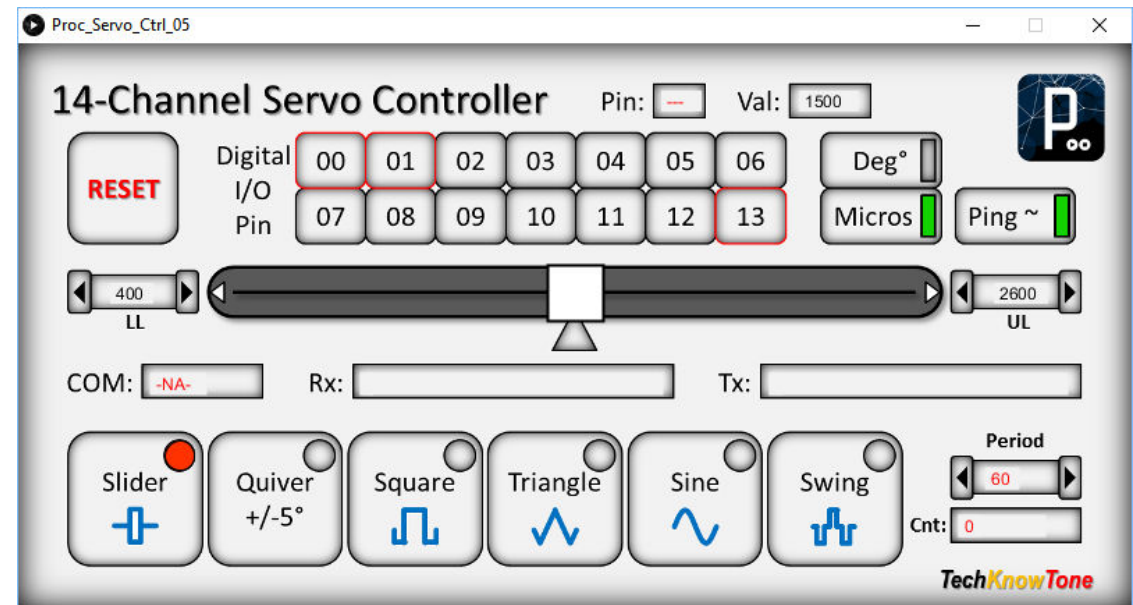 Proc_Servo_Ctrl_05
14-Channel Servo Controller Pin: --- Val: 1500
RESET
Digital I/O Pin
00 01 02 03 04 05 06
07 08 09 10 11 12 13
Deg°
Micros
Ping ~
400
LL
2600
UL
COM: -NA- Rx: Tx:
Slider
Quiver
+/-5°
Square
Triangle
Sine
Swing
Period
60
Cnt: 0
TechKnowTone